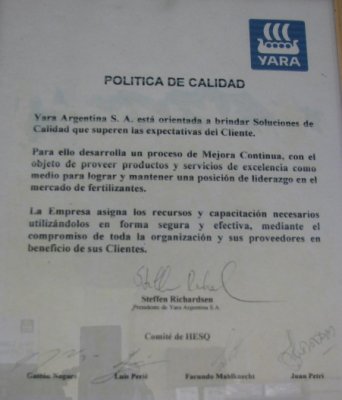 YARA
POLITICA DE CALIDAD
Yara Argentina S. A. está orientada a brindar Soluciones de
Calidad que superen las expectativas del Cliente.
Para ello desarrolla un proceso de Mejora Continua, con el
objeto de proveer productos y servicios de excelencia como
medio para lograr y mantener una posición de liderazgo en el
mercado de fertilizantes.
La Empresa asigna los recursos y capacitación necesarios
utilizándolos en forma segura y efectiva, mediante el
compromiso de toda la organización y sus proveedores en
beneficio de sus Clientes.
Steffen Richardsen
Presidente de Yara Argentina S.A
Comité de HESQ
Gastón Juan Petri